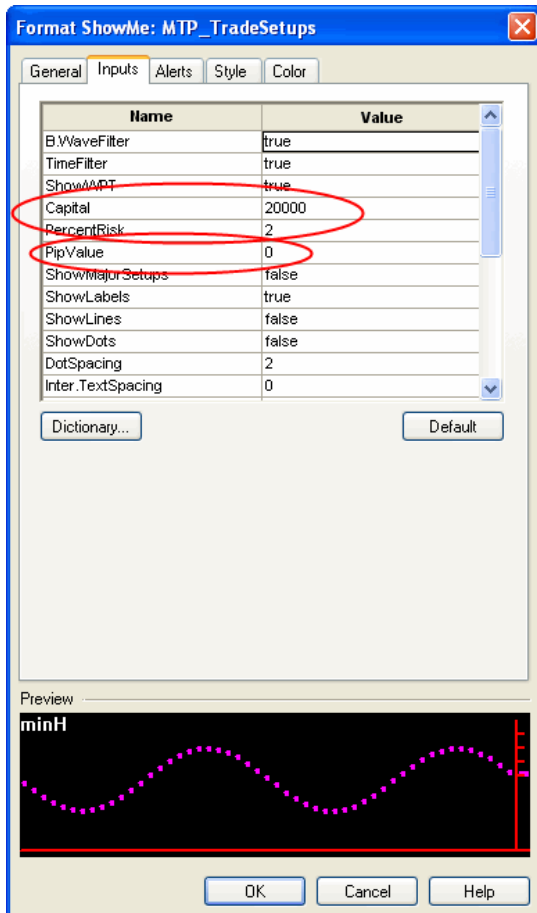 Format ShowMe: MTP_TradeSetups
General Inputs Alerts Style Color
Name Value
B.WaveFilter true
TimeFilter true
ShowWPT true
Capital 20000
PercentRisk 2
PipValue 0
ShowMajorSetups false
ShowLabels true
ShowLines false
ShowDots false
DotSpacing 2
Inter.TextSpacing 0
Dictionary... Default
Preview
minH
OK Cancel Help